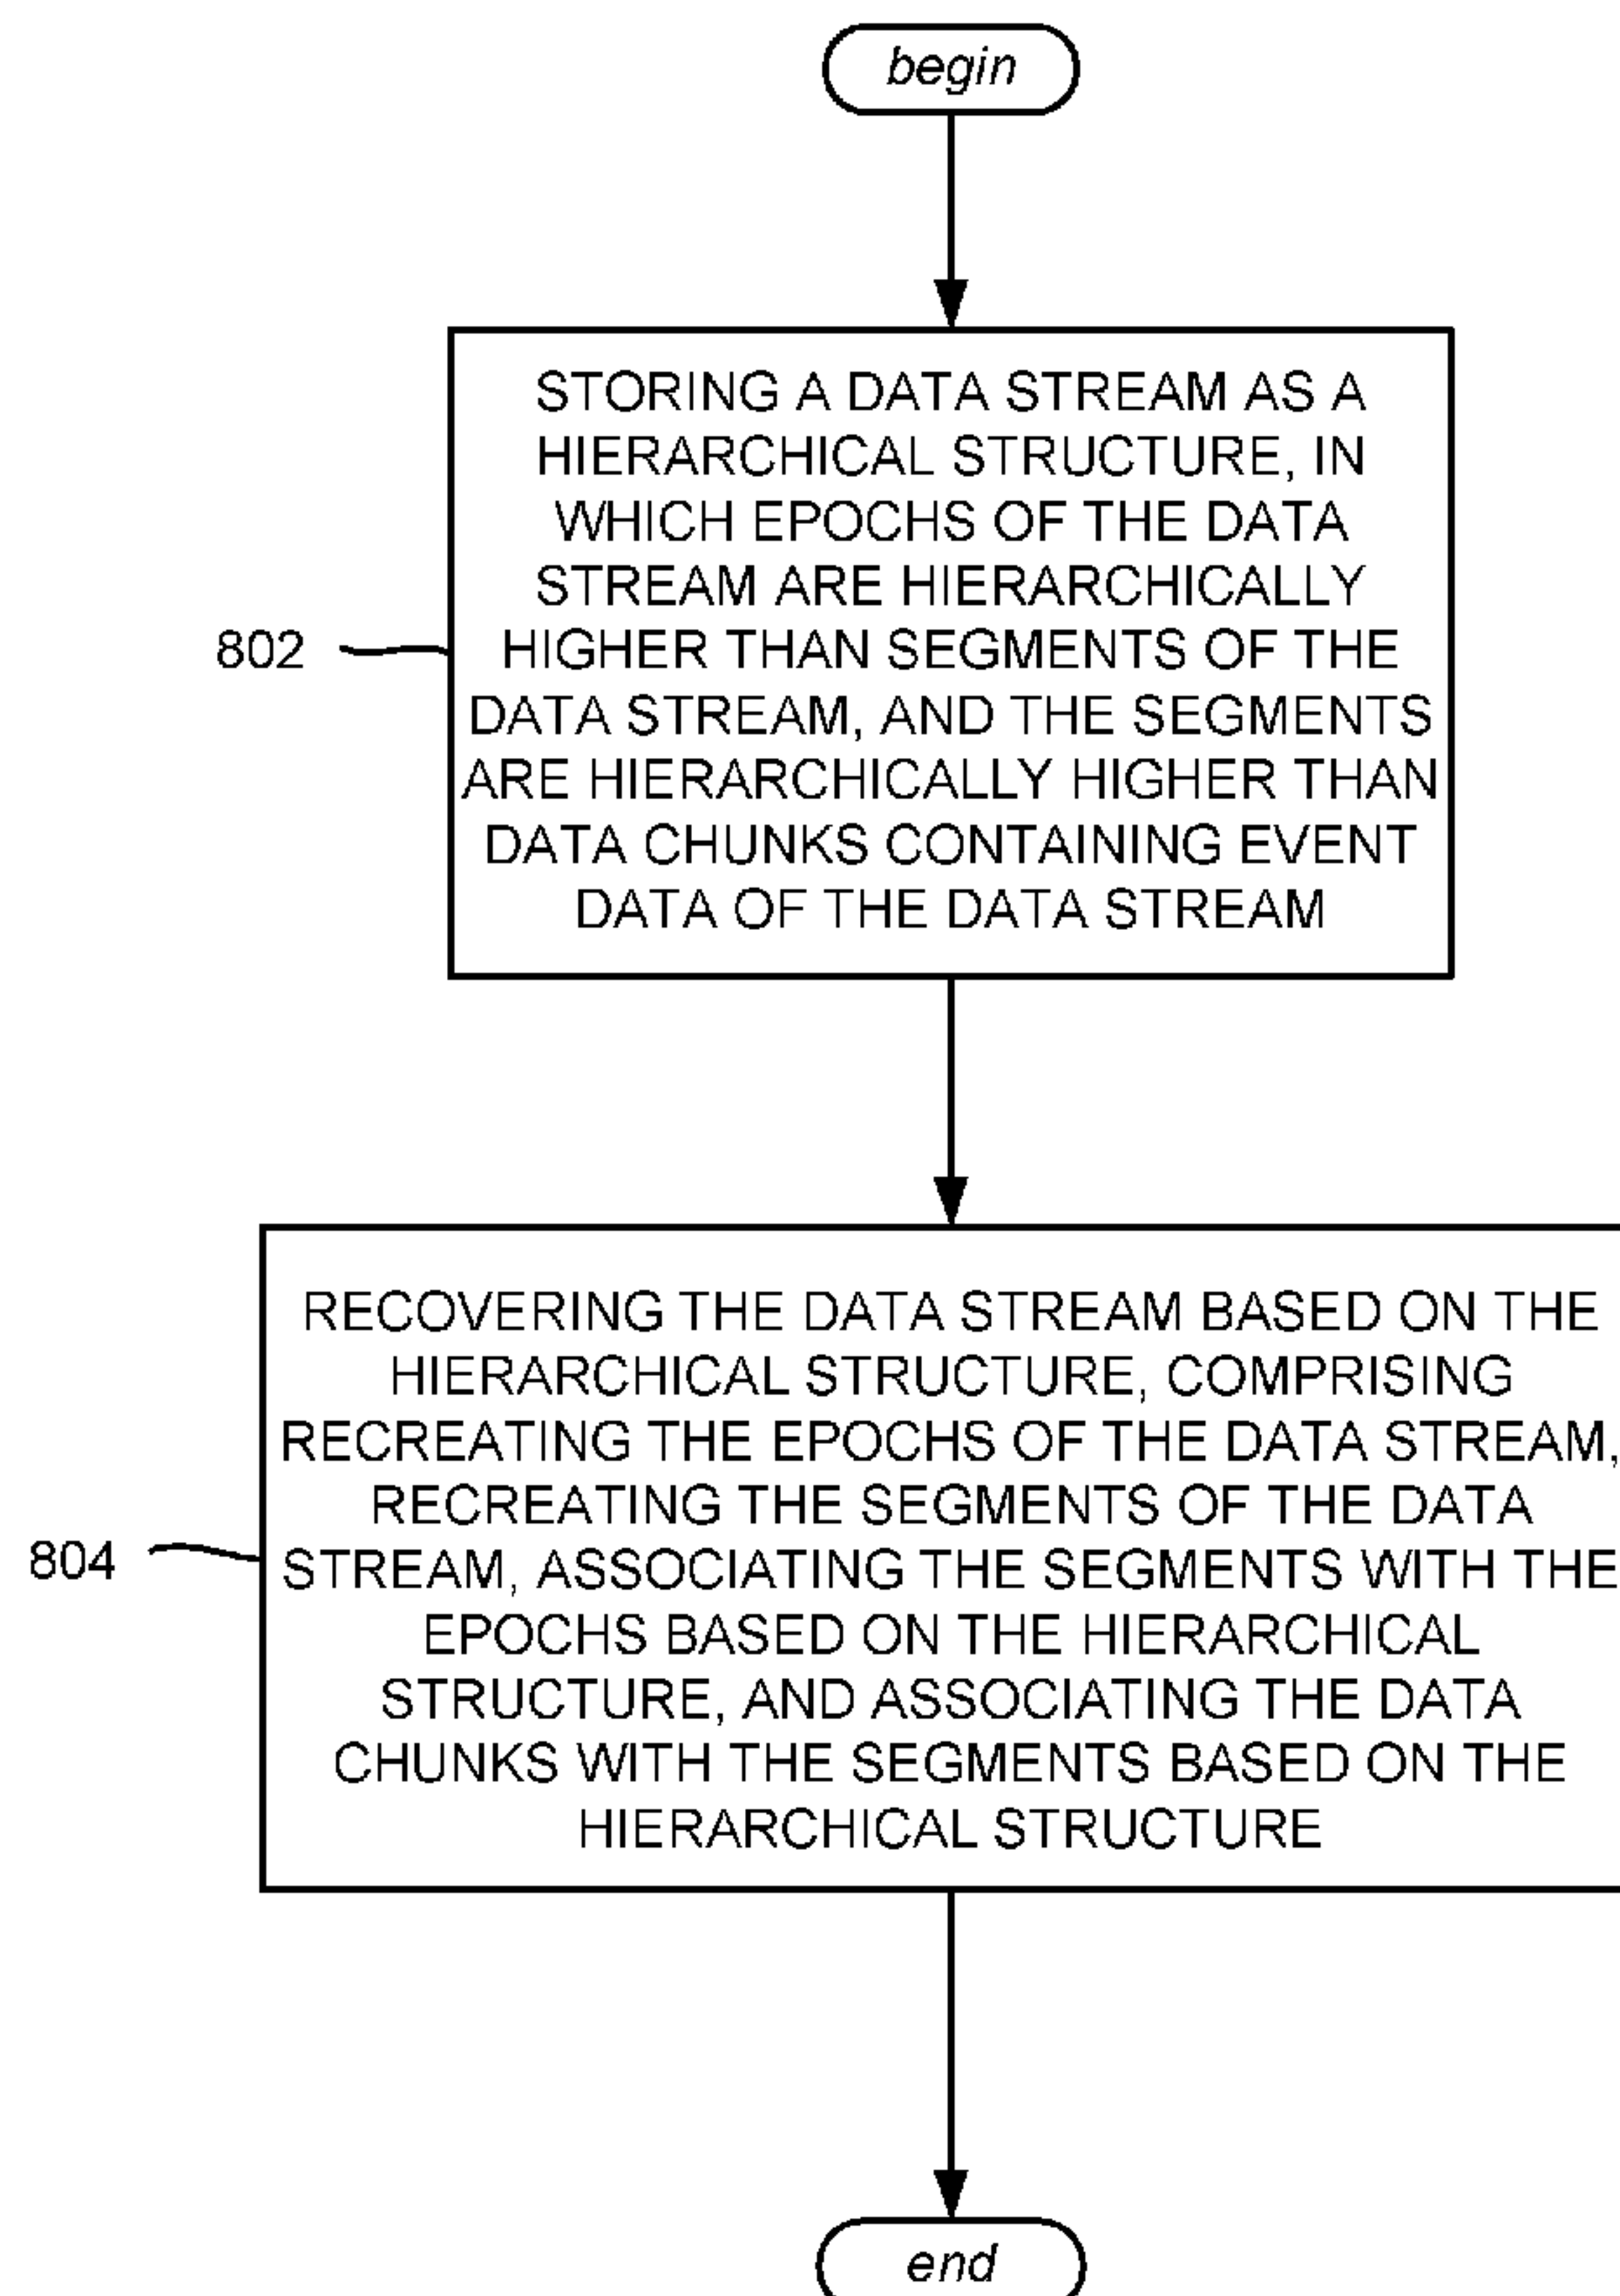 begin
STORING A DATA STREAM AS A
HIERARCHICAL STRUCTURE, IN
WHICH EPOCHS OF THE DATA
STREAM ARE HIERARCHICALLY
HIGHER THAN SEGMENTS OF THE
DATA STREAM, AND THE SEGMENTS
ARE HIERARCHICALLY HIGHER THAN
DATA CHUNKS CONTAINING EVENT
DATA OF THE DATA STREAM
802
RECOVERING THE DATA STREAM BASED ON THE
HIERARCHICAL STRUCTURE, COMPRISING
RECREATING THE EPOCHS OF THE DATA STREAM,
RECREATING THE SEGMENTS OF THE DATA
STREAM, ASSOCIATING THE SEGMENTS WITH THE
EPOCHS BASED ON THE HIERARCHICAL
STRUCTURE, AND ASSOCIATING THE DATA
CHUNKS WITH THE SEGMENTS BASED ON THE
HIERARCHICAL STRUCTURE
804
end